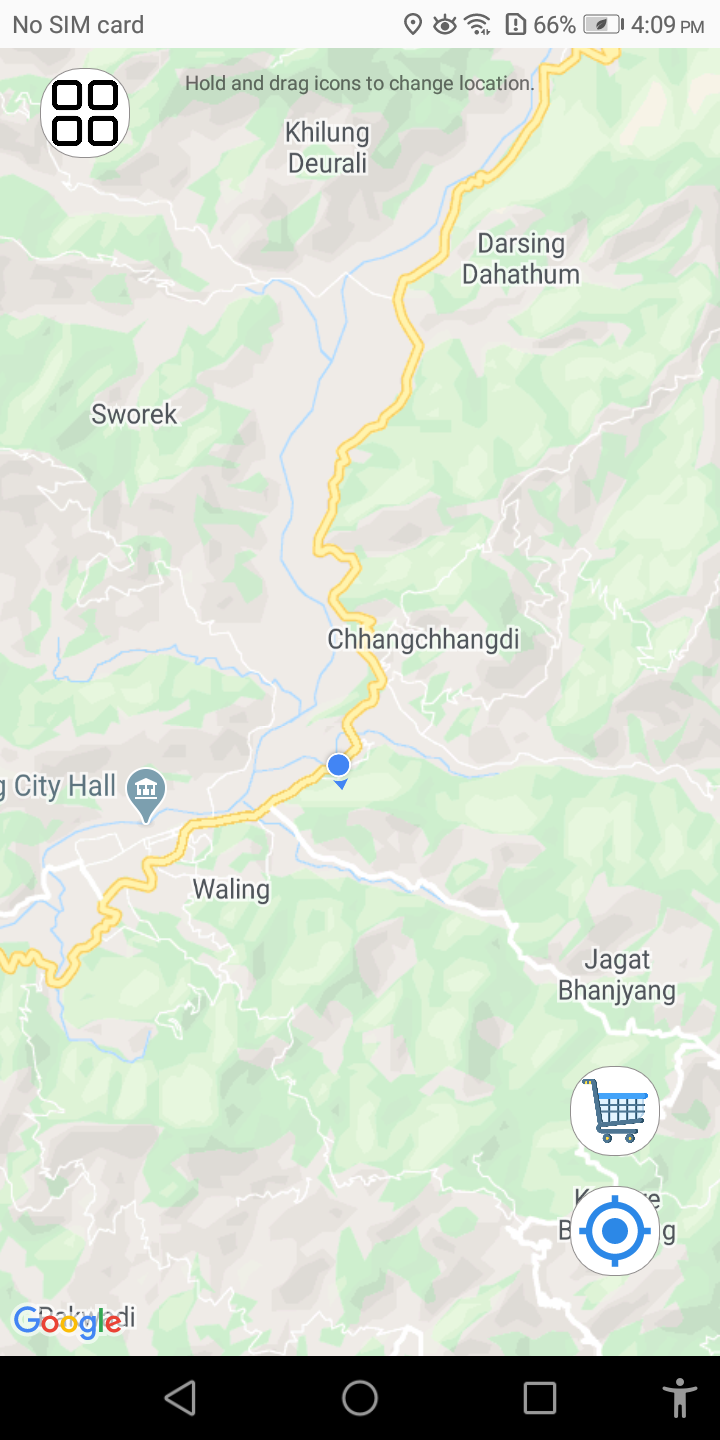 No SIM card
66%
4:09 PM
Hold and drag icons to change location.
Khilung
Deurali
Darsing
Dahathum
Sworek
Chhangchhangdi
g City Hall
Waling
Jagat
Bhanjyang
Google